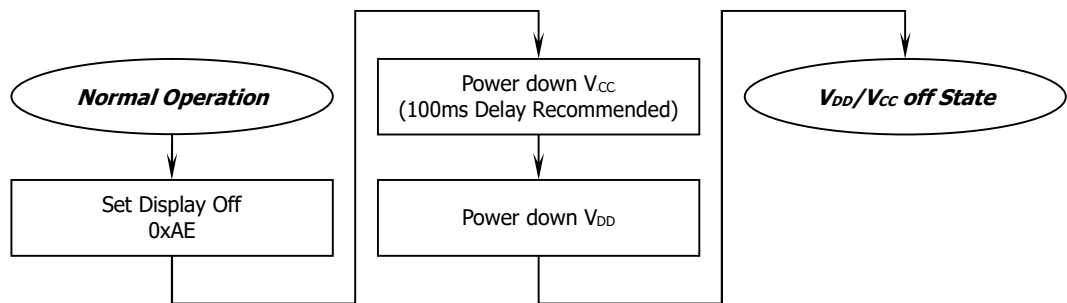 Normal Operation
Set Display Off
0xAE
Power down VCC
(100ms Delay Recommended)
Power down VDD
VDD/VCC off State